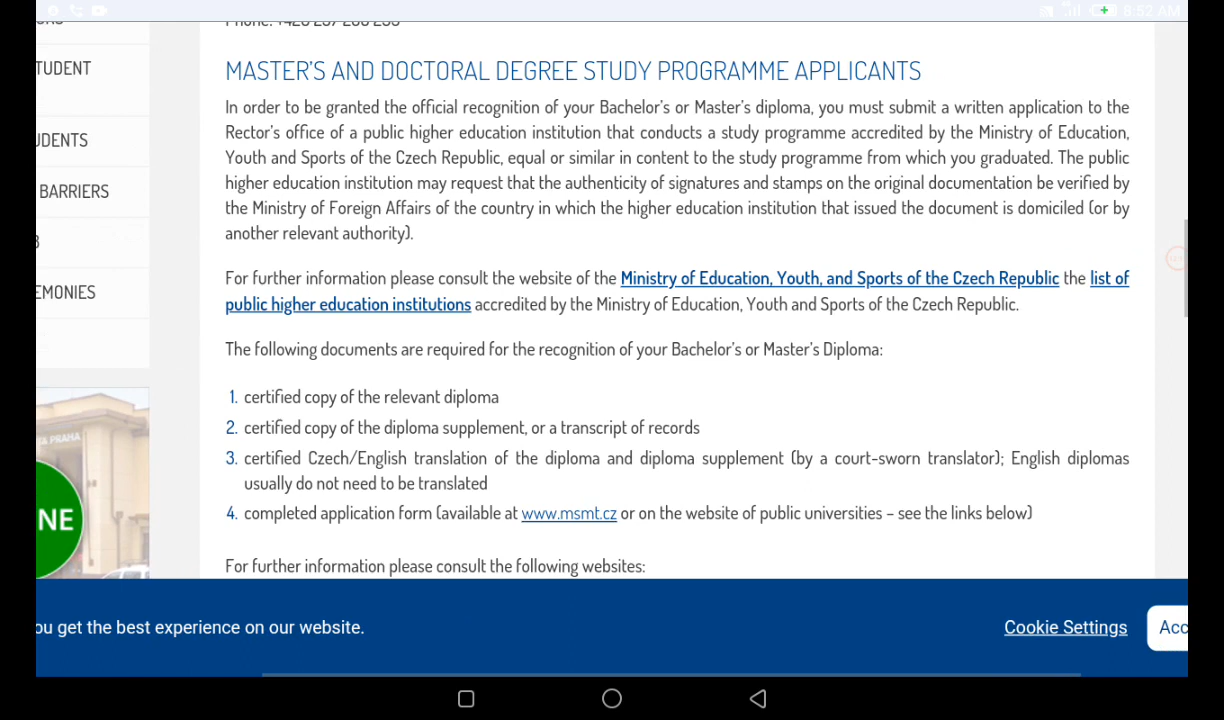 8:52 AM
TUDENT
UDENTS
BARRIERS
EMONIES
TA PRAHA
NE
MASTER'S AND DOCTORAL DEGREE STUDY PROGRAMME APPLICANTS
In order to be granted the official recognition of your Bachelor's or Master's diploma, you must submit a written application to the
Rector's office of a public higher education institution that conducts a study programme accredited by the Ministry of Education,
Youth and Sports of the Czech Republic, equal or similar in content to the study programme from which you graduated. The public
higher education institution may request that the authenticity of signatures and stamps on the original documentation be verified by
the Ministry of Foreign Affairs of the country in which the higher education institution that issued the document is domiciled (or by
another relevant authority).
For further information please consult the website of the Ministry of Education, Youth, and Sports of the Czech Republic the list of
public higher education institutions accredited by the Ministry of Education, Youth and Sports of the Czech Republic.
The following documents are required for the recognition of your Bachelor's or Master's Diploma:
1. certified copy of the relevant diploma
2. certified copy of the diploma supplement, or a transcript of records
3. certified Czech/English translation of the diploma and diploma supplement (by a court-sworn translator); English diplomas
usually do not need to be translated
4. completed application form (available at www.msmt.cz or on the website of public universities – see the links below)
For further information please consult the following websites:
ou get the best experience on our website.
Cookie Settings
Acc